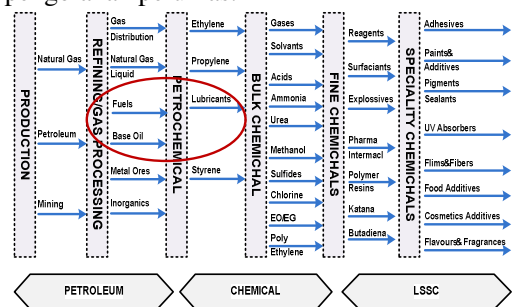 PRODUCTION
Natural Gas
Petroleum
Mining
REFINING/GAS PROCESSING
Gas
Distribution
Natural Gas
Liquid
Fuels
Base Oil
Metal Ores
Inorganics
PETROCHEMICAL
Ethylene
Propylene
Lubricants
Styrene
BULK CHEMICHAL
Gases
Solvants
Acids
Ammonia
Urea
Methanol
Sulfides
Chlorine
EO/EG
Poly
Ethylene
FINE CHEMICHALS
Reagents
Surfaciants
Explossives
Pharma
Intermacl
Polymer
Resins
Katana
Butadiena
SPECIALITY CHEMICHALS
Adhesives
Paints&
Additives
Pigments
Sealants
UV Absorbers
Flims&Fibers
Food Additives
Cosmetics Additives
Flavours& Fragrances
PETROLEUM
CHEMICAL
LSSC